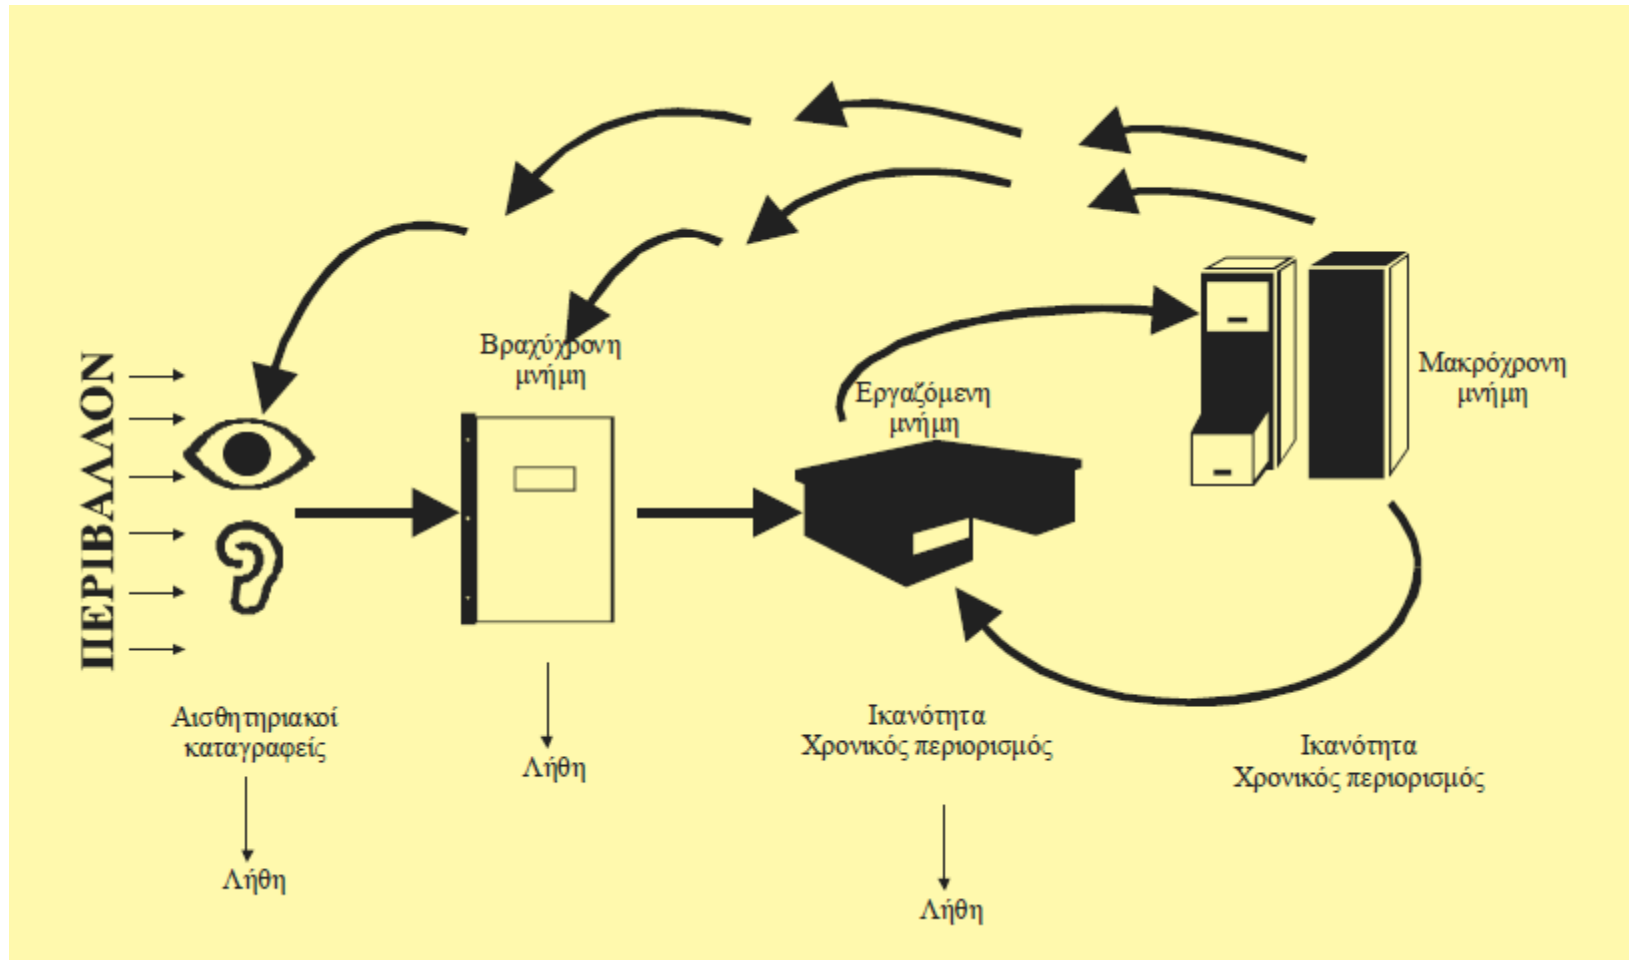 ΠΕΡΙΒΑΛΛΟΝ
Βραχύχρονη
μνήμη
Εργαζόμενη
μνήμη
Μακρόχρονη
μνήμη
Αισθητηριακοί
καταγραφείς
Λήθη
Λήθη
Ικανότητα
Χρονικός περιορισμός
Λήθη
Ικανότητα
Χρονικός περιορισμός